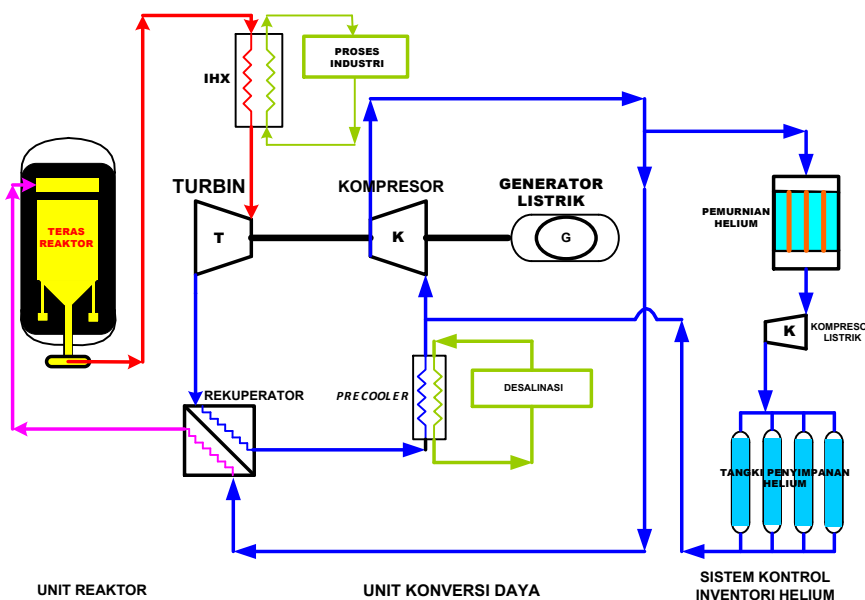 PROSES
INDUSTRI
IHX
TURBIN
KOMPRESOR
GENERATOR
LISTRIK
TERAS
REAKTOR
T
K
G
PEMURNIAN
HELIUM
K
KOMPRESOR
LISTRIK
REKUPERATOR
PRECOOLER
DESALINASI
TANGKI PENYIMPANAN
HELIUM
UNIT REAKTOR
UNIT KONVERSI DAYA
SISTEM KONTROL
INVENTORI HELIUM